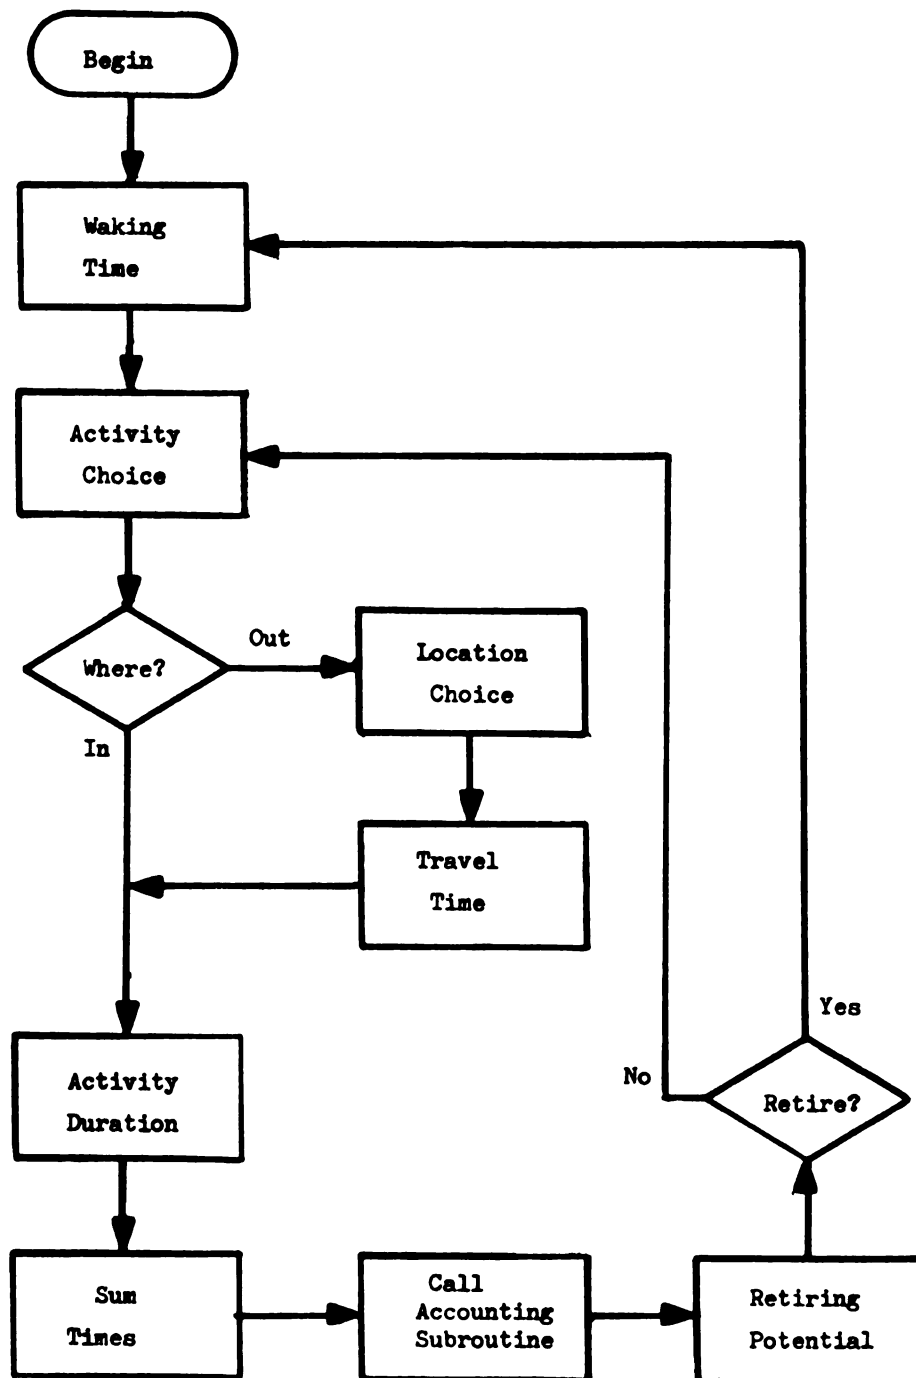 Begin
Waking
Time
Activity
Choice
Where?
Out
Location
Choice
In
Travel
Time
Activity
Duration
Sum
Times
Call
Accounting
Subroutine
Retiring
Potential
Retire?
No
Yes